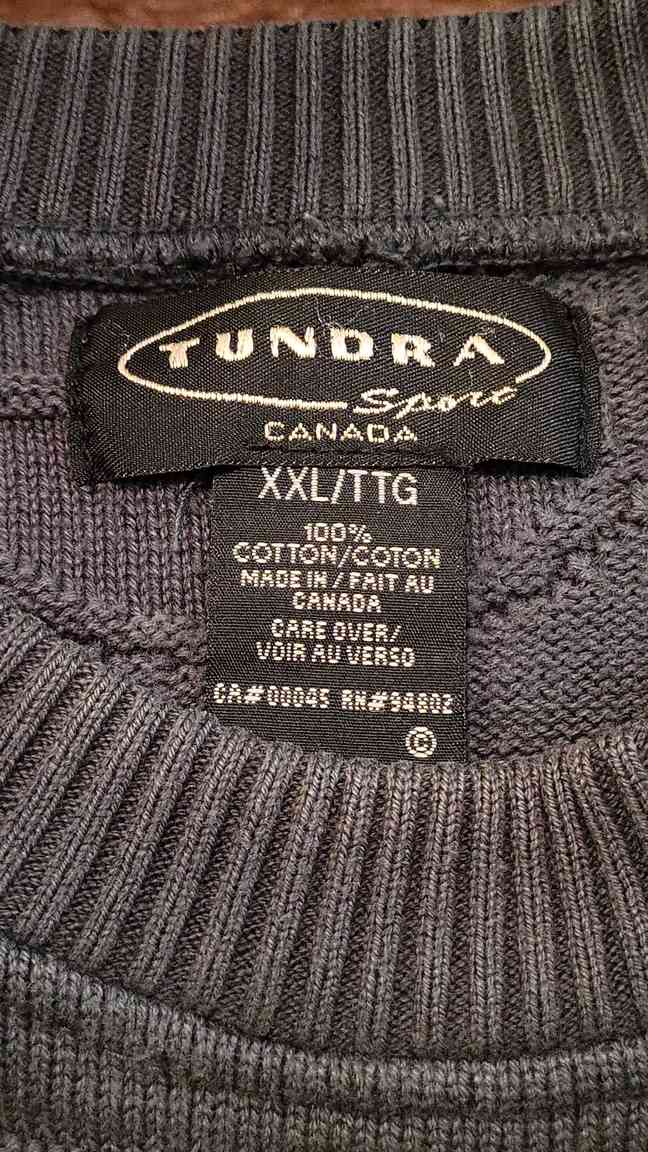 TUNDRA
Sport
CANADA
XXL/TTG
100%
COTTON/COTON
MADE IN / FAIT AU
CANADA
CARE OVER/
VOIR AU VERSO
CA#00045 RN#94802
©